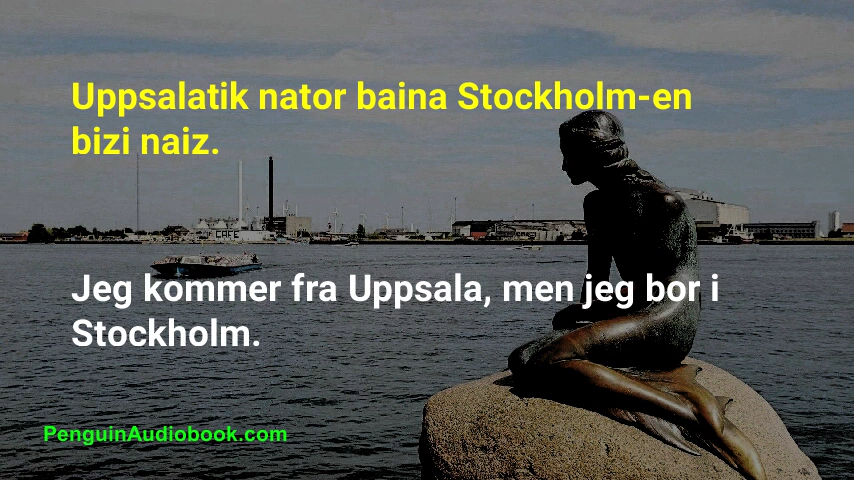 Uppsalatik nator baina Stockholm-en
bizi naiz.
Jeg kommer fra Uppsala, men jeg bor i
Stockholm.
PenguinAudiobook.com